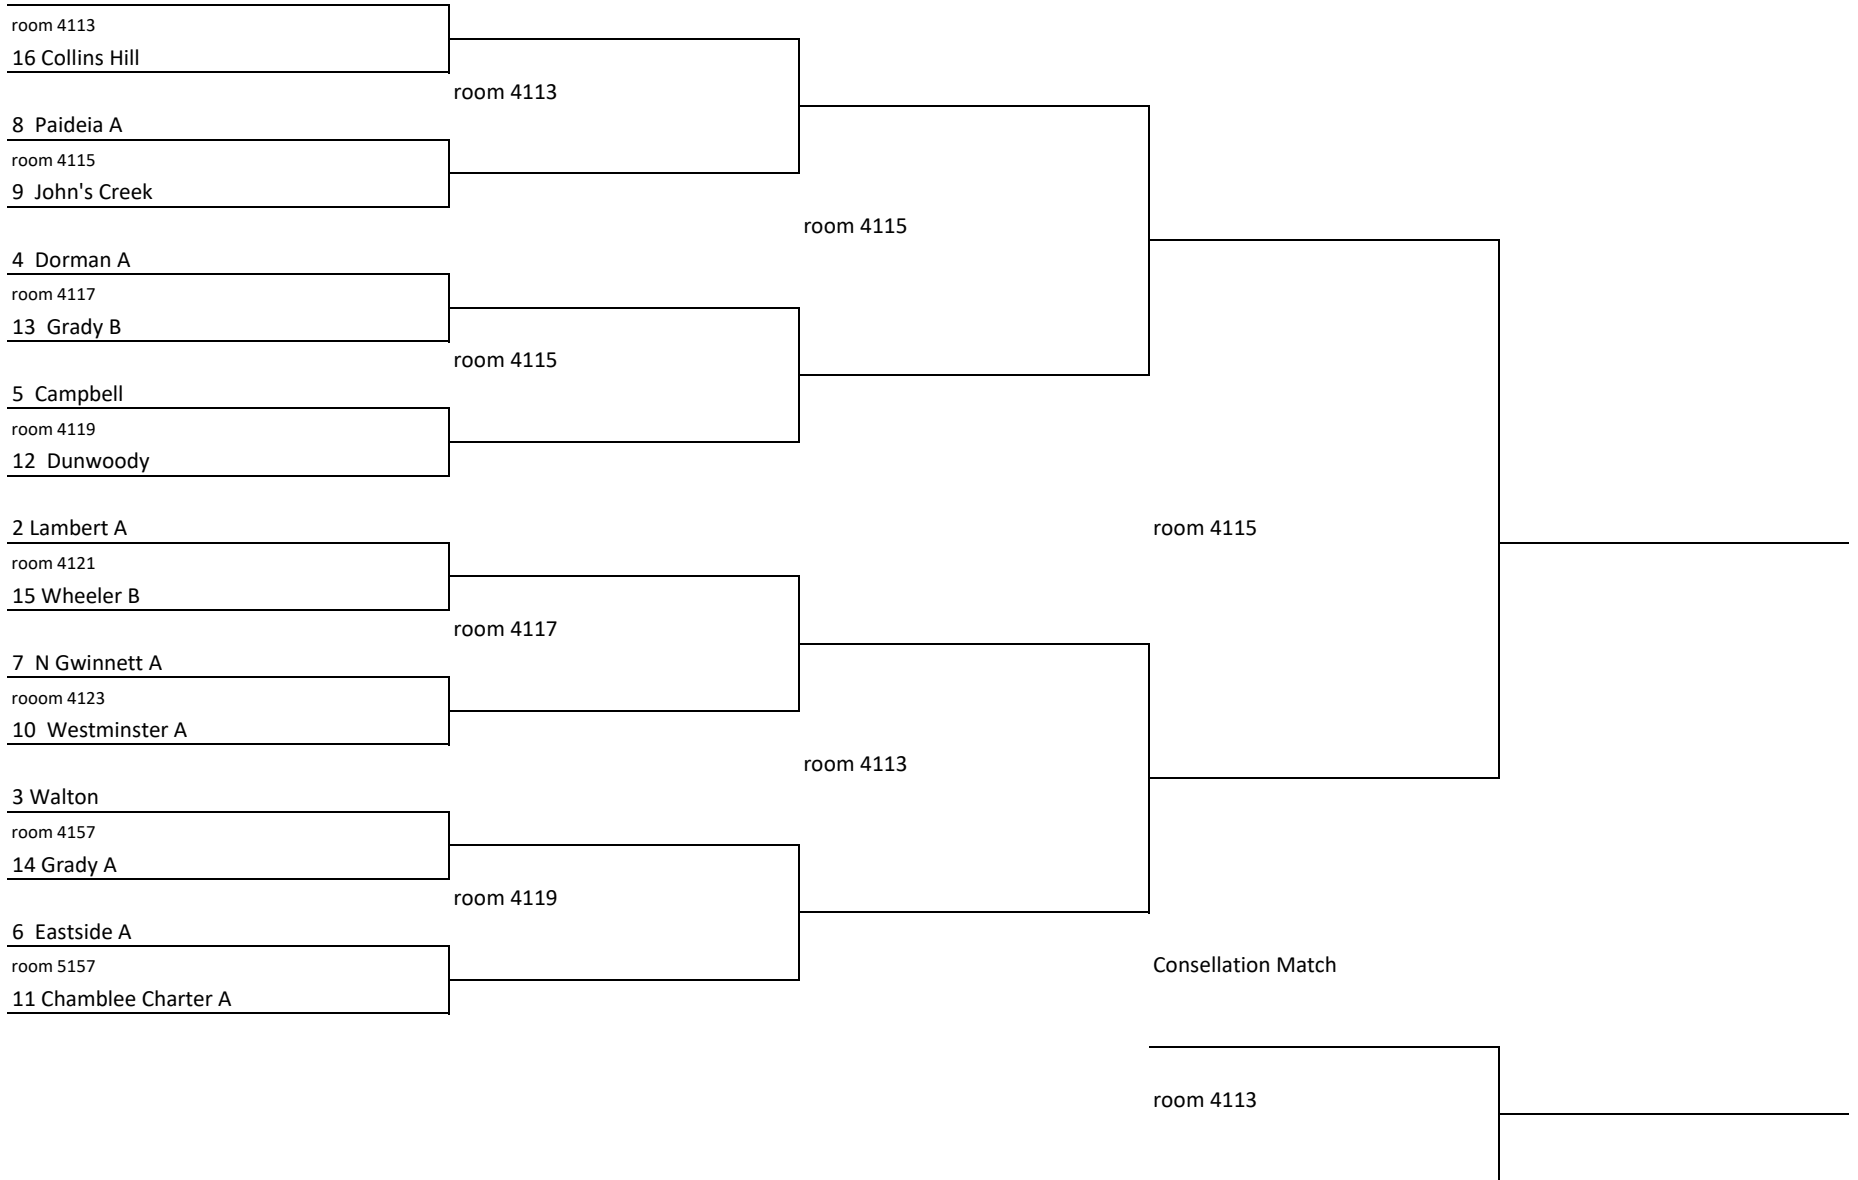 room 4113
16 Collins Hill
room 4113
8  Paideia A
room 4115
9  John's Creek
room 4115
4  Dorman A
room 4117
13  Grady B
room 4115
5  Campbell
room 4119
12  Dunwoody
2 Lambert A
room 4115
room 4121
15 Wheeler B
room 4117
7  N Gwinnett A
rooom 4123
10  Westminster A
room 4113
3 Walton
room 4157
14 Grady A
room 4119
6  Eastside A
room 5157
Consellation Match
11 Chamblee Charter A
room 4113